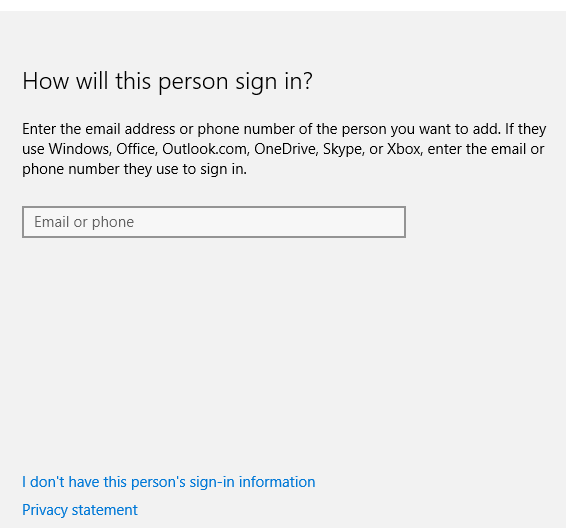 How will this person sign in?
Enter the email address or phone number of the person you want to add. If they
use Windows, Office, Outlook.com, OneDrive, Skype, or Xbox, enter the email or
phone number they use to sign in.
Email or phone
I don't have this person's sign-in information
Privacy statement